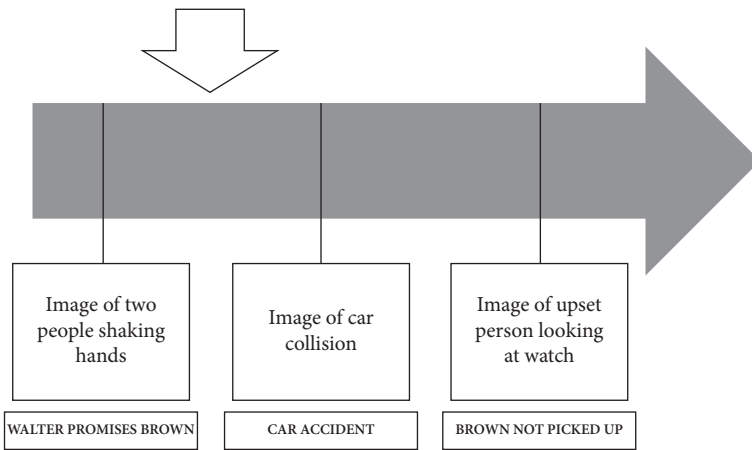 Image of two
people shaking
hands
Image of car
collision
Image of upset
person looking
at watch
WALTER PROMISES BROWN
CAR ACCIDENT
BROWN NOT PICKED UP